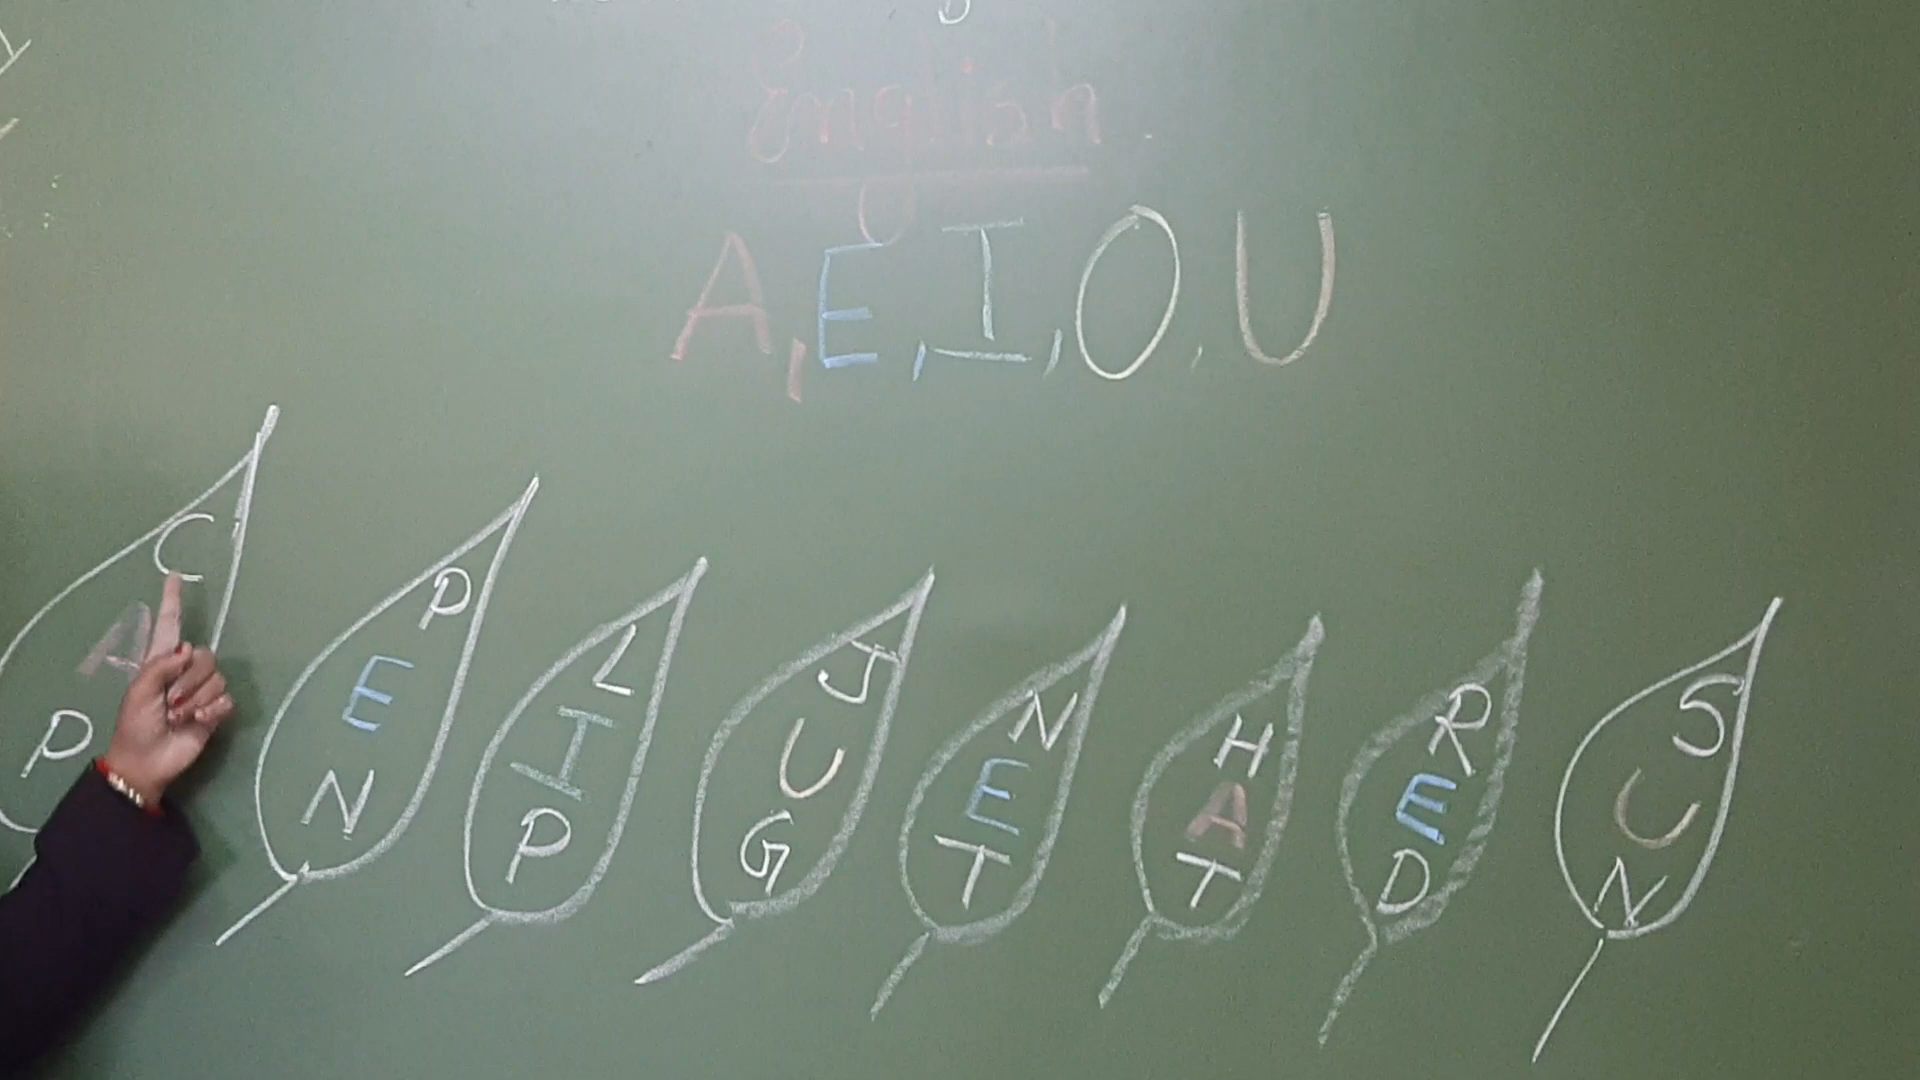 English
A, E, I, O, U
CAP
PEN
LIP
JUG
NET
HAT
RED
SUN